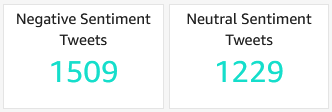 Negative Sentiment
Tweets
1509
Neutral Sentiment
Tweets
1229